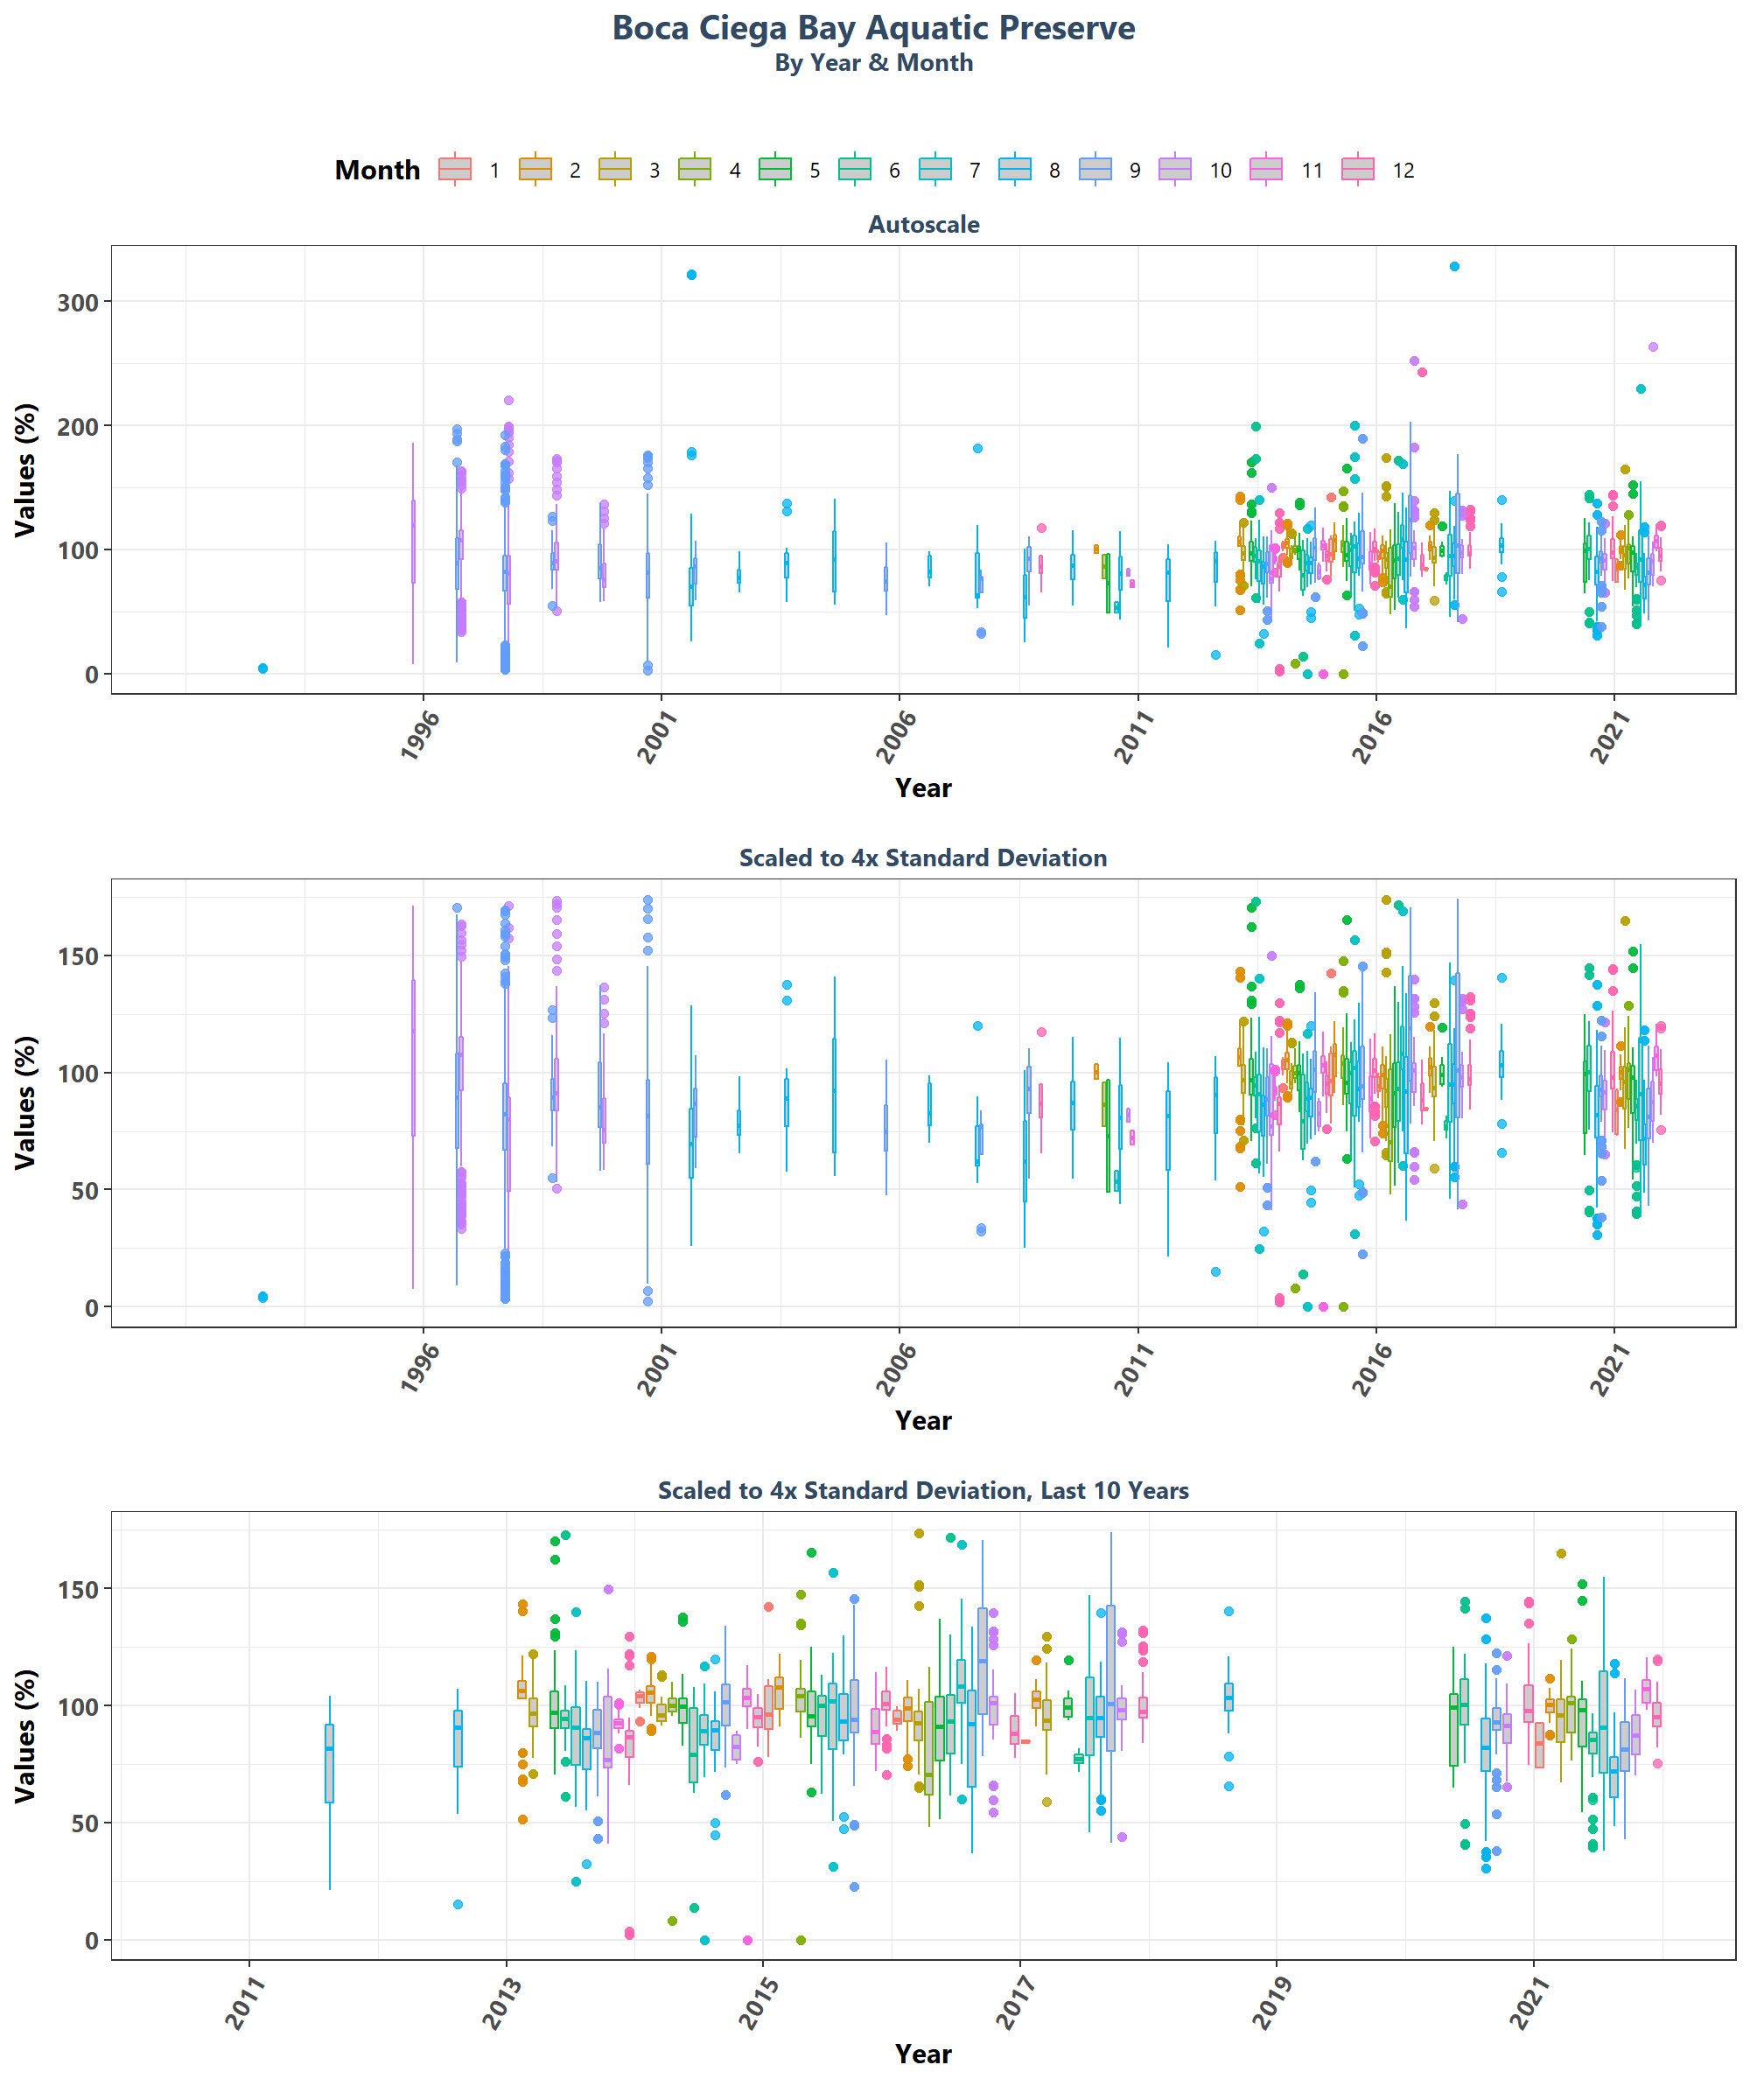 Boca Ciega Bay Aquatic Preserve
By Year & Month
Month 1 2 3 4 5 6 7 8 9 10 11 12
Autoscale
Values (%)
300
200
100
0
1996 2001 2006 2011 2016 2021
Year
Scaled to 4x Standard Deviation
Values (%)
150
100
50
0
1996 2001 2006 2011 2016 2021
Year
Scaled to 4x Standard Deviation, Last 10 Years
Values (%)
150
100
50
0
2011 2013 2015 2017 2019 2021
Year